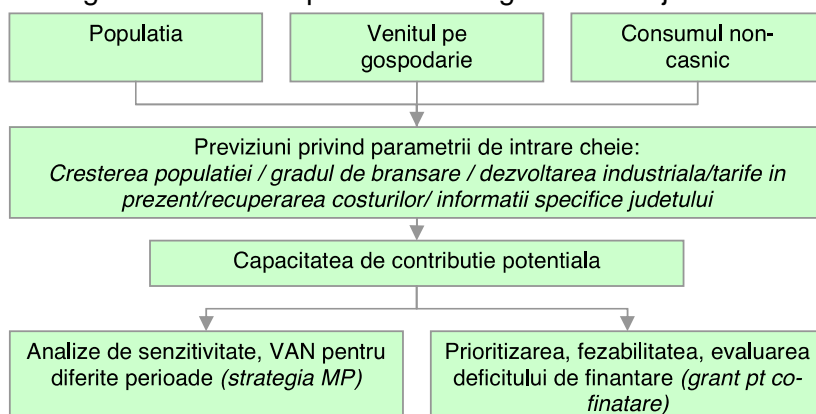 Populatia
Venitul pe
gospodarie
Consumul non-
casnic
Previziuni privind parametrii de intrare cheie:
Cresterea populatiei / gradul de bransare / dezvoltarea industriala/tarife in
prezent/recuperarea costurilor/ informatii specifice judetului
Capacitatea de contributie potentiala
Analize de senzitivitate, VAN pentru
diferite perioade (strategia MP)
Prioritizarea, fezabilitatea, evaluarea
deficitului de finantare (grant pt co-
finatare)